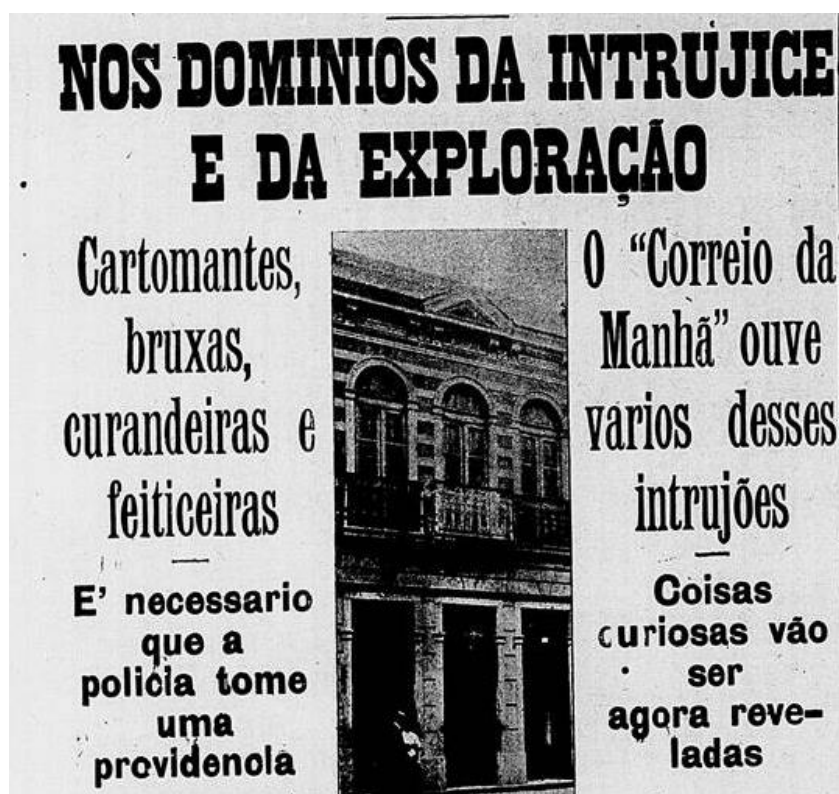 NOS DOMINIOS DA INTRUJICE
E DA EXPLORAÇÃO
Cartomantes,
bruxas,
curandeiras e
feiticeiras
E' necessario
que a
policia tome
uma
providencia
O “Correio da
Manhã” ouve
varios desses
intrujões
Coisas
curiosas vão
ser
agora reve-
ladas